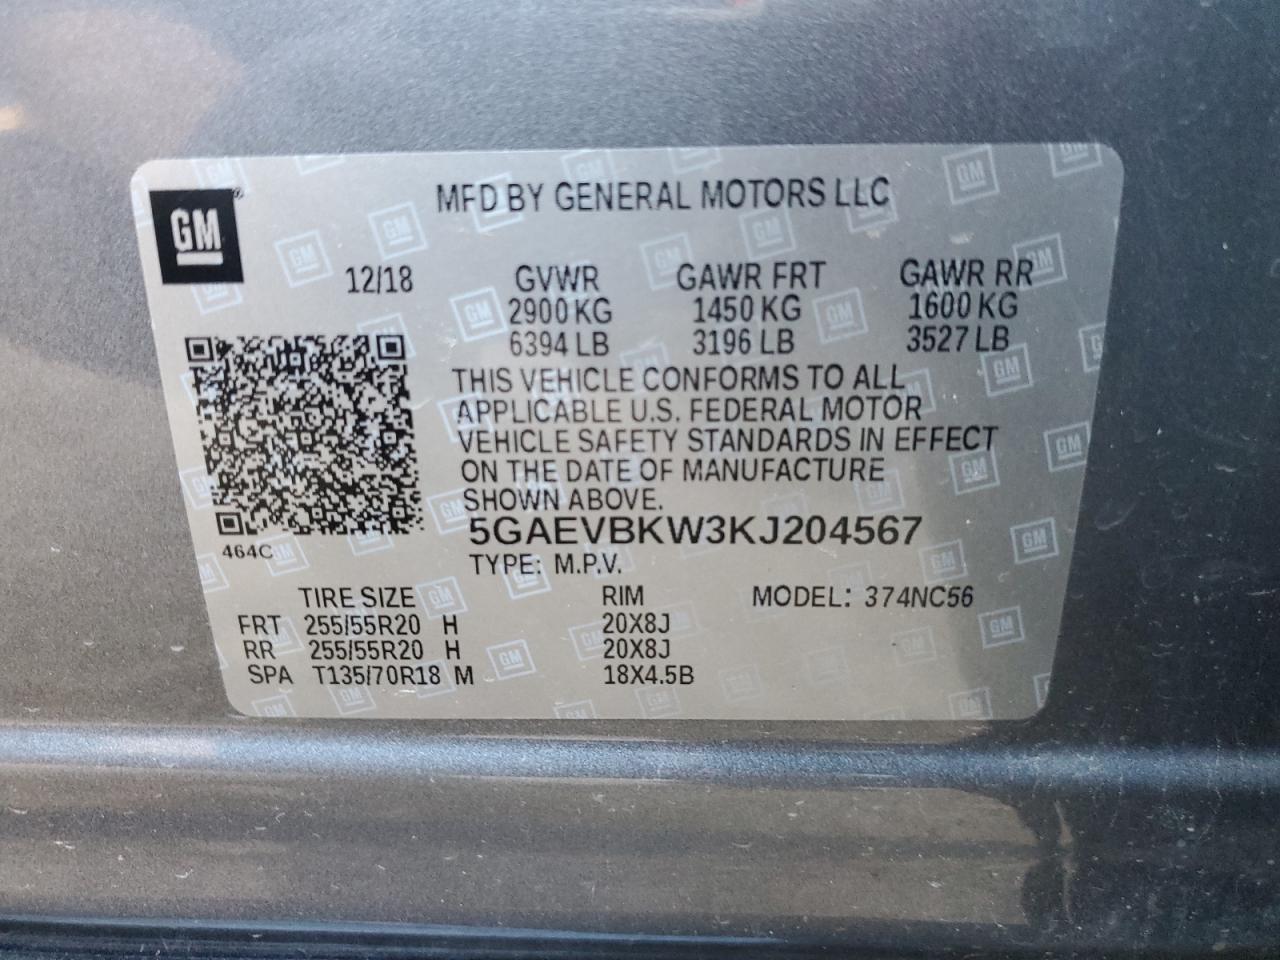 MFD BY GENERAL MOTORS LLC
GM
12/18 GVWR GAWR FRT GAWR RR
2900 KG 1450 KG 1600 KG
6394 LB 3196 LB 3527 LB
THIS VEHICLE CONFORMS TO ALL
APPLICABLE U.S. FEDERAL MOTOR
VEHICLE SAFETY STANDARDS IN EFFECT
ON THE DATE OF MANUFACTURE
SHOWN ABOVE.
5GAEVBKW3KJ204567
464C
TYPE: M.P.V.
TIRE SIZE RIM MODEL: 374NC56
FRT 255/55R20 H 20X8J
RR 255/55R20 H 20X8J
SPA T135/70R18 M 18X4.5B